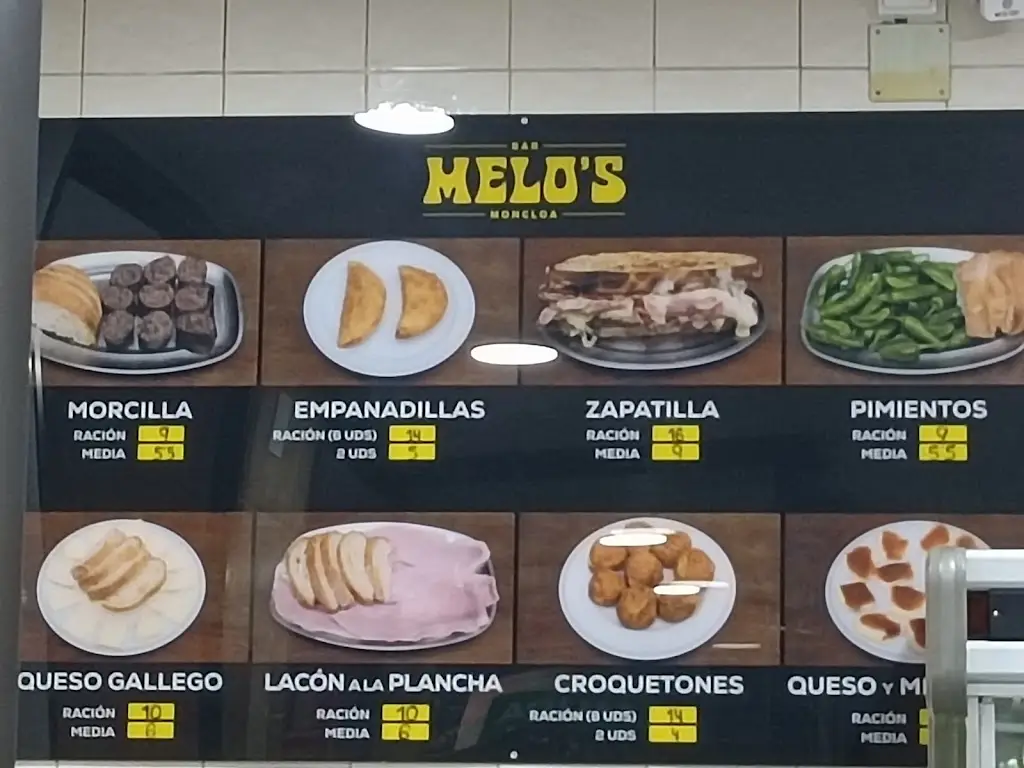 BAR
MELO'S
MONCLOA
MORCILLA
RACIÓN 9
MEDIA 5,5
EMPANADILLAS
RACIÓN (8 UDS) 14
2 UDS 5
ZAPATILLA
RACIÓN 16
MEDIA 9
PIMIENTOS
RACIÓN 9
MEDIA 5,5
QUESO GALLEGO
RACIÓN 10
MEDIA 6
LACÓN A LA PLANCHA
RACIÓN 10
MEDIA 6
CROQUETONES
RACIÓN (8 UDS) 14
2 UDS 4
QUESO Y
RACIÓN
MEDIA